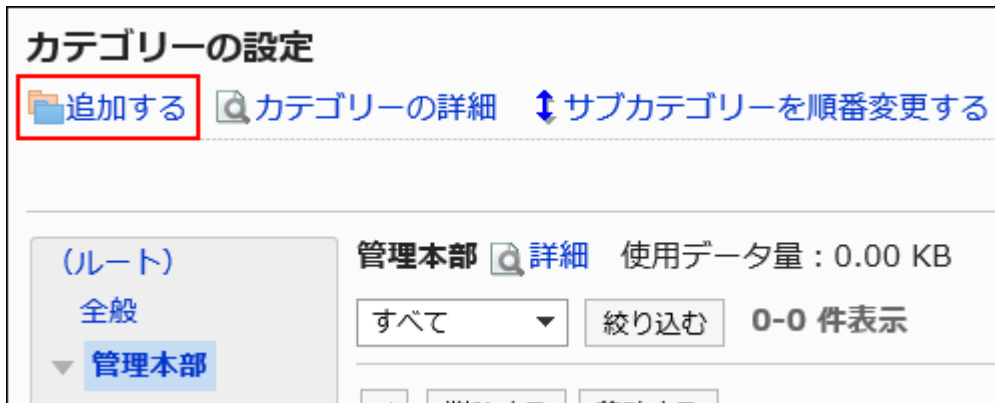 カテゴリーの設定
追加する カテゴリーの詳細 サブカテゴリーを順番変更する
(ルート)
全般
管理本部
管理本部 詳細 使用データ量:0.00 KB
すべて 絞り込む 0-0 件表示